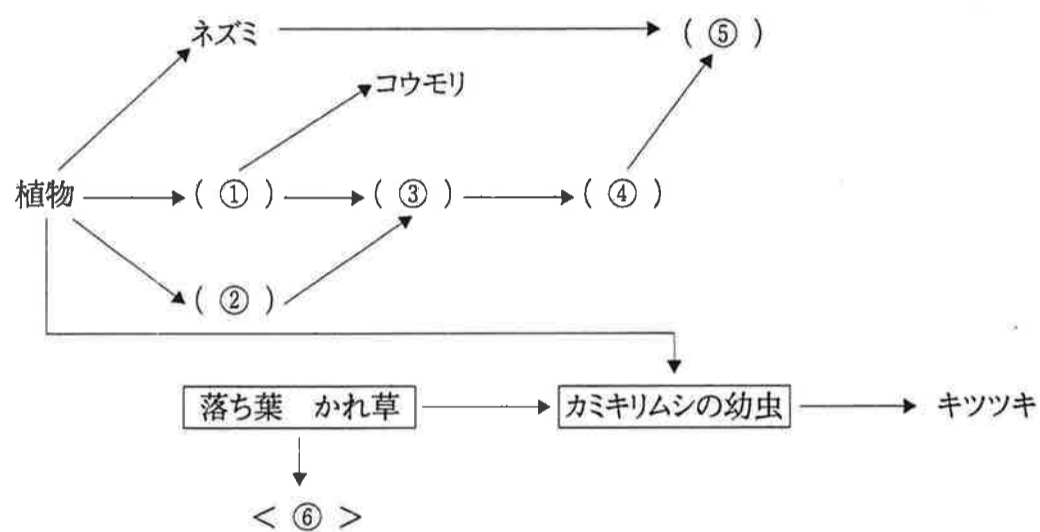 ネズミ
( ⑤ )
コウモリ
植物
( ① )
( ③ )
( ④ )
( ② )
落ち葉　かれ草
カミキリムシの幼虫
キツツキ
< ⑥ >